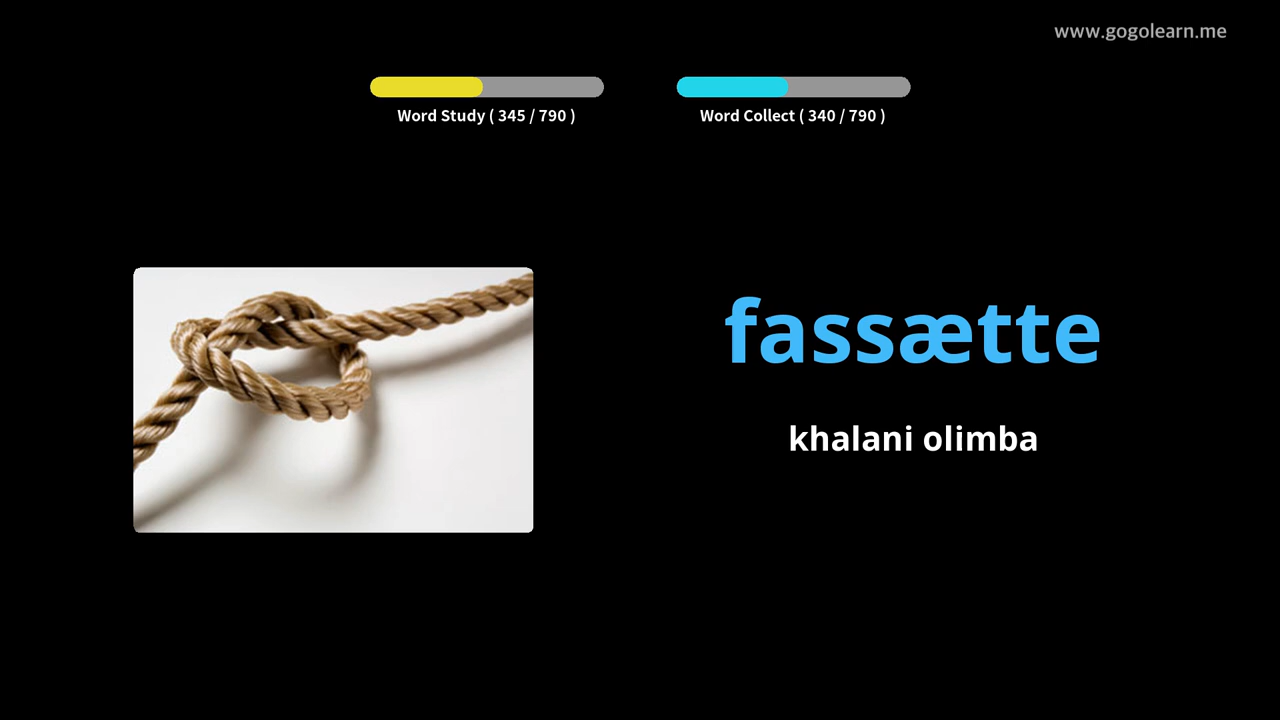 www.gogolearn.me
Word Study ( 345 / 790 )
Word Collect ( 340 / 790 )
fassætte
khalani olimba